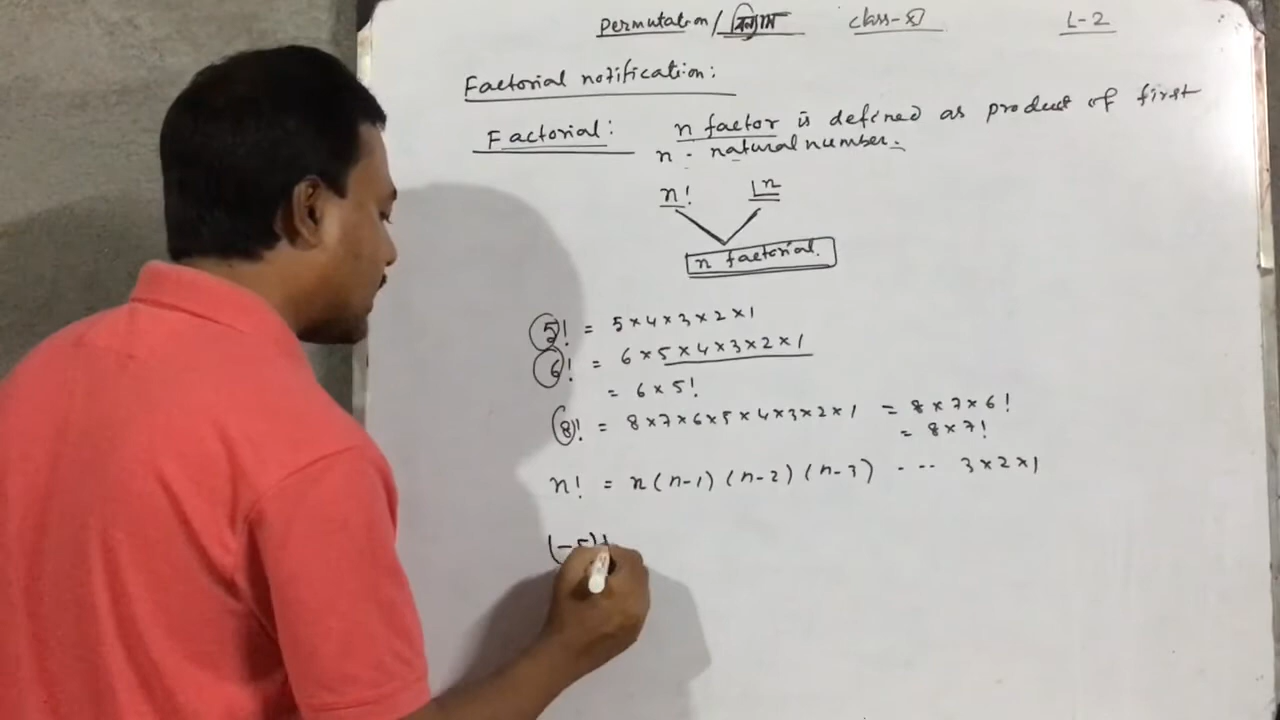 Permutation / বিন্যাস class-XI L-2
Factorial notification:
Factorial: n factor is defined as product of first
n - natural number.
n! ⌊n
n factorial.
5! = 5×4×3×2×1
6! = 6×5×4×3×2×1
= 6×5!
8! = 8×7×6×5×4×3×2×1 = 8×7×6!
= 8×7!
n! = n(n-1)(n-2)(n-3) - -- 3×2×1
(-5)!